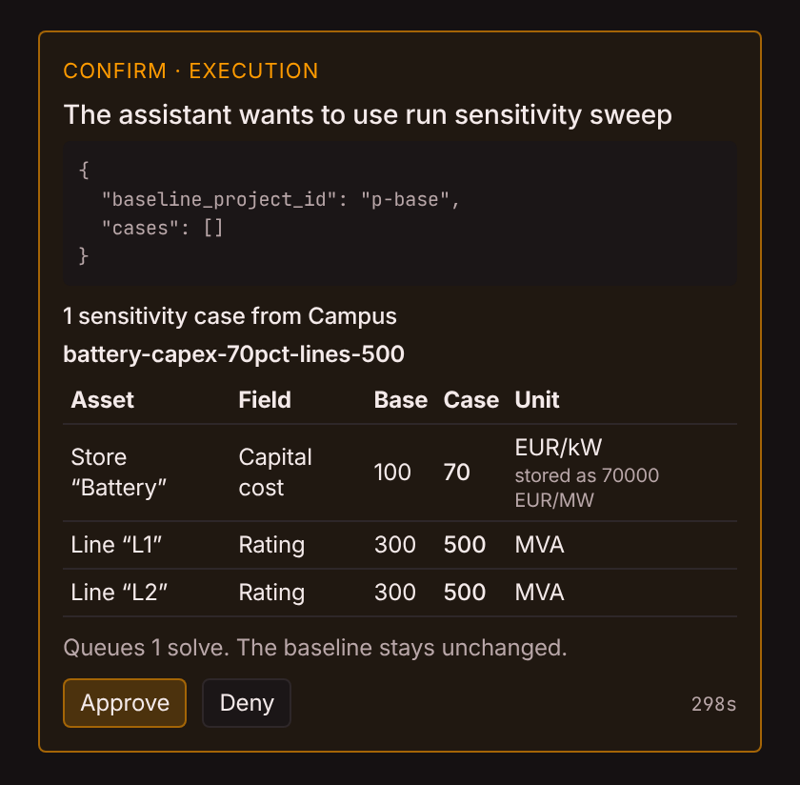 CONFIRM · EXECUTION
The assistant wants to use run sensitivity sweep
{
  "baseline_project_id": "p-base",
  "cases": []
}
1 sensitivity case from Campus
battery-capex-70pct-lines-500
Asset Field Base Case Unit
Store “Battery” Capital cost 100 70 EUR/kW stored as 70000 EUR/MW
Line “L1” Rating 300 500 MVA
Line “L2” Rating 300 500 MVA
Queues 1 solve. The baseline stays unchanged.
Approve Deny 298s